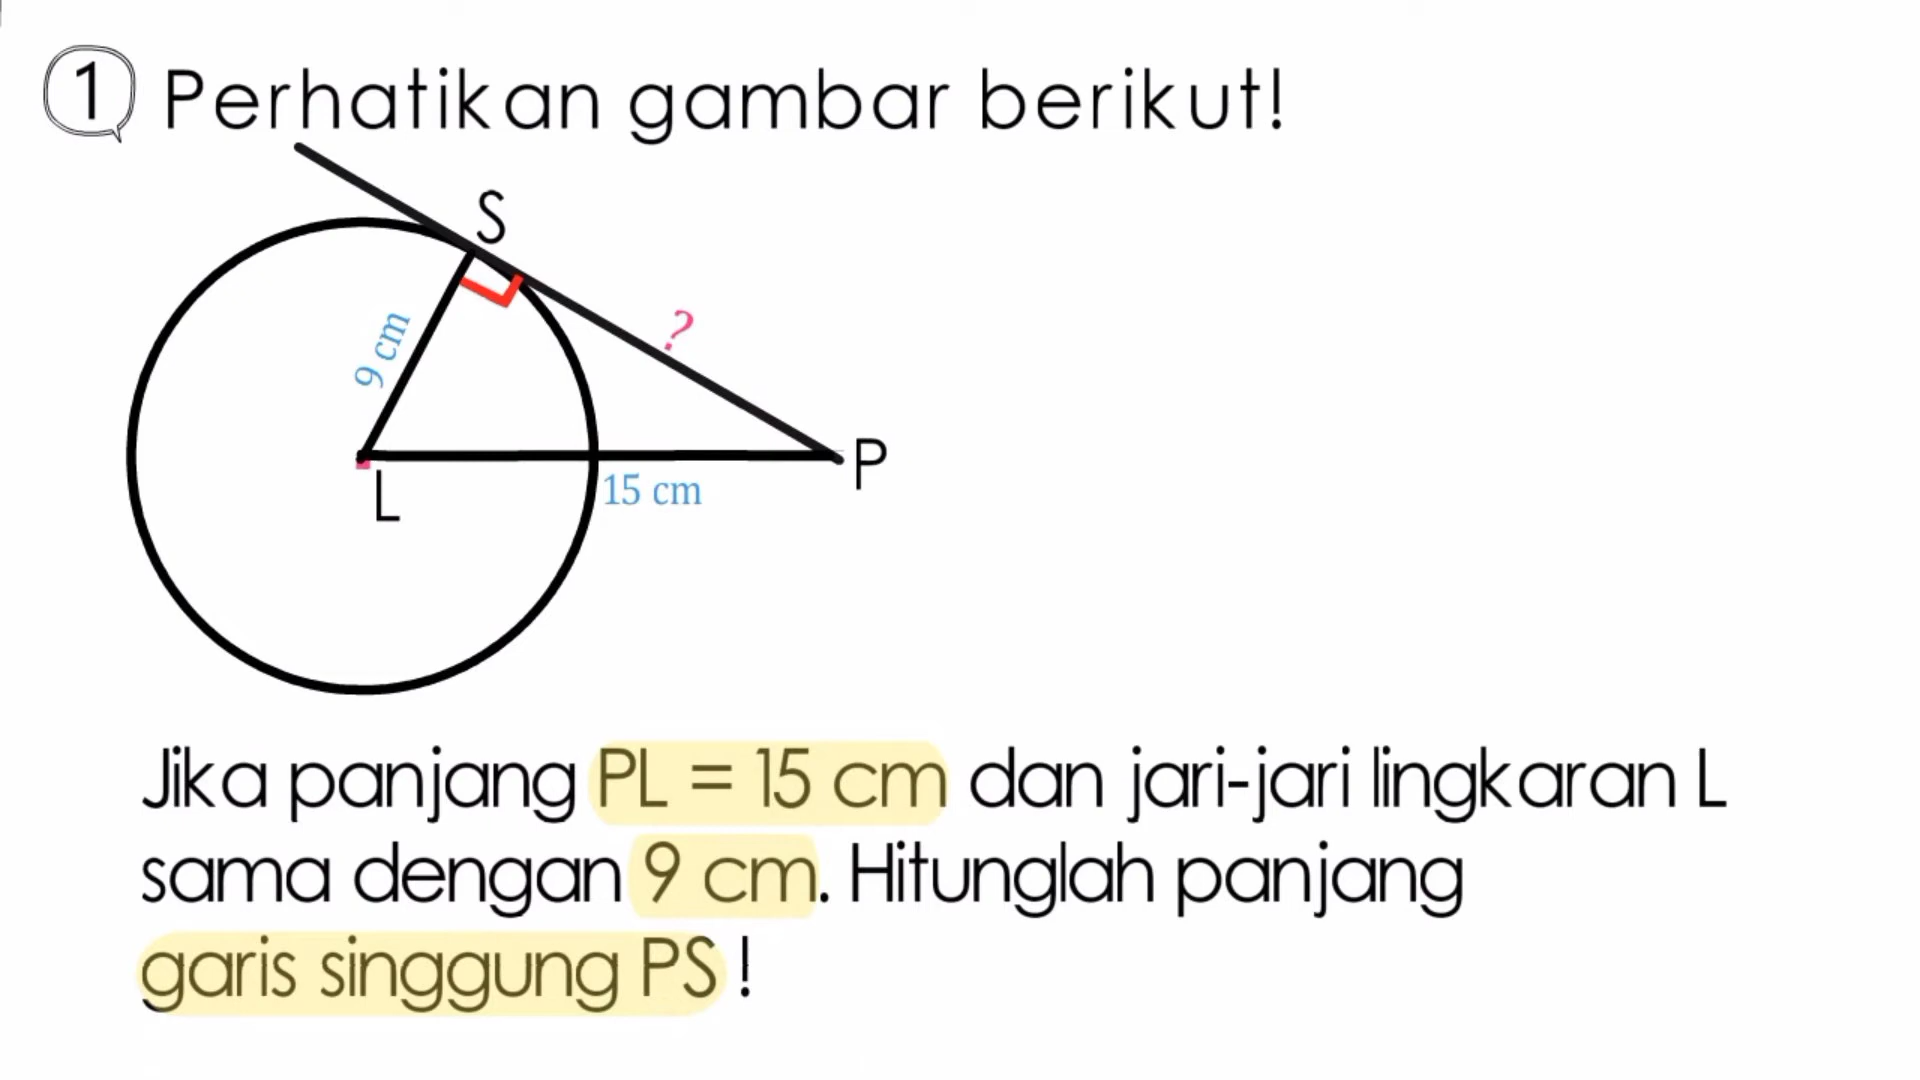 1 Perhatikan gambar berikut!
S
9 cm
?
P
15 cm
L
Jika panjang PL = 15 cm dan jari-jari lingkaran L
sama dengan 9 cm. Hitunglah panjang
garis singgung PS !